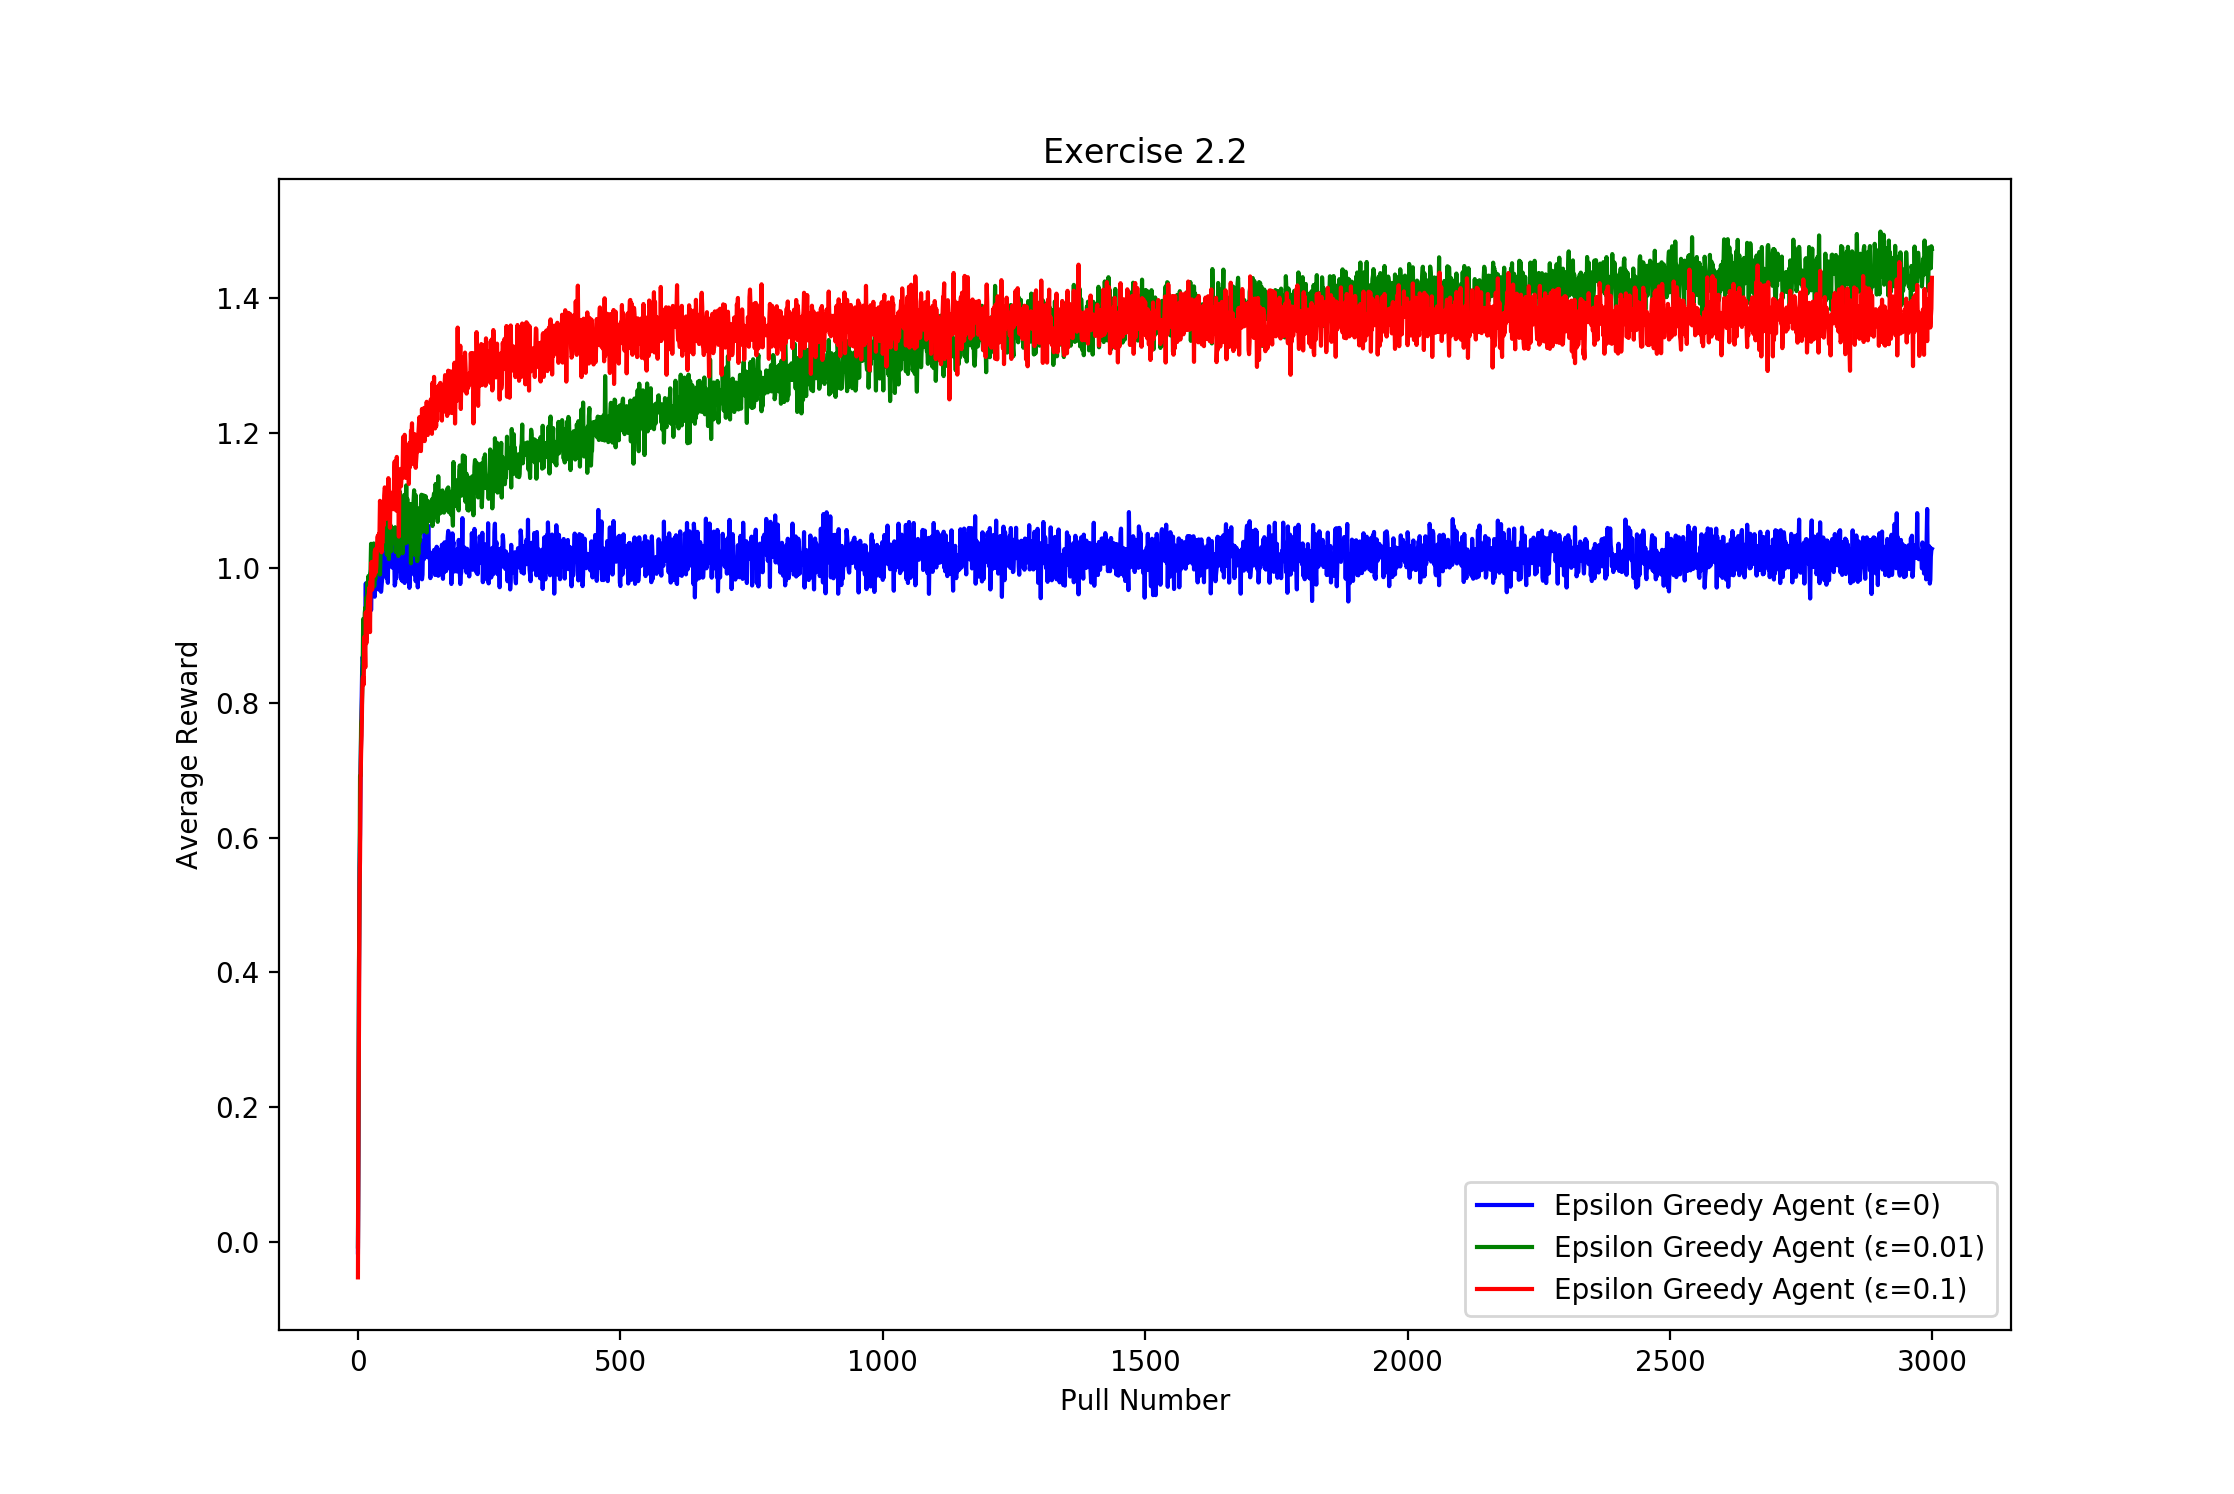 Exercise 2.2
Average Reward
1.4
1.2
1.0
0.8
0.6
0.4
0.2
0.0
0 500 1000 1500 2000 2500 3000
Pull Number
Epsilon Greedy Agent (ε=0)
Epsilon Greedy Agent (ε=0.01)
Epsilon Greedy Agent (ε=0.1)